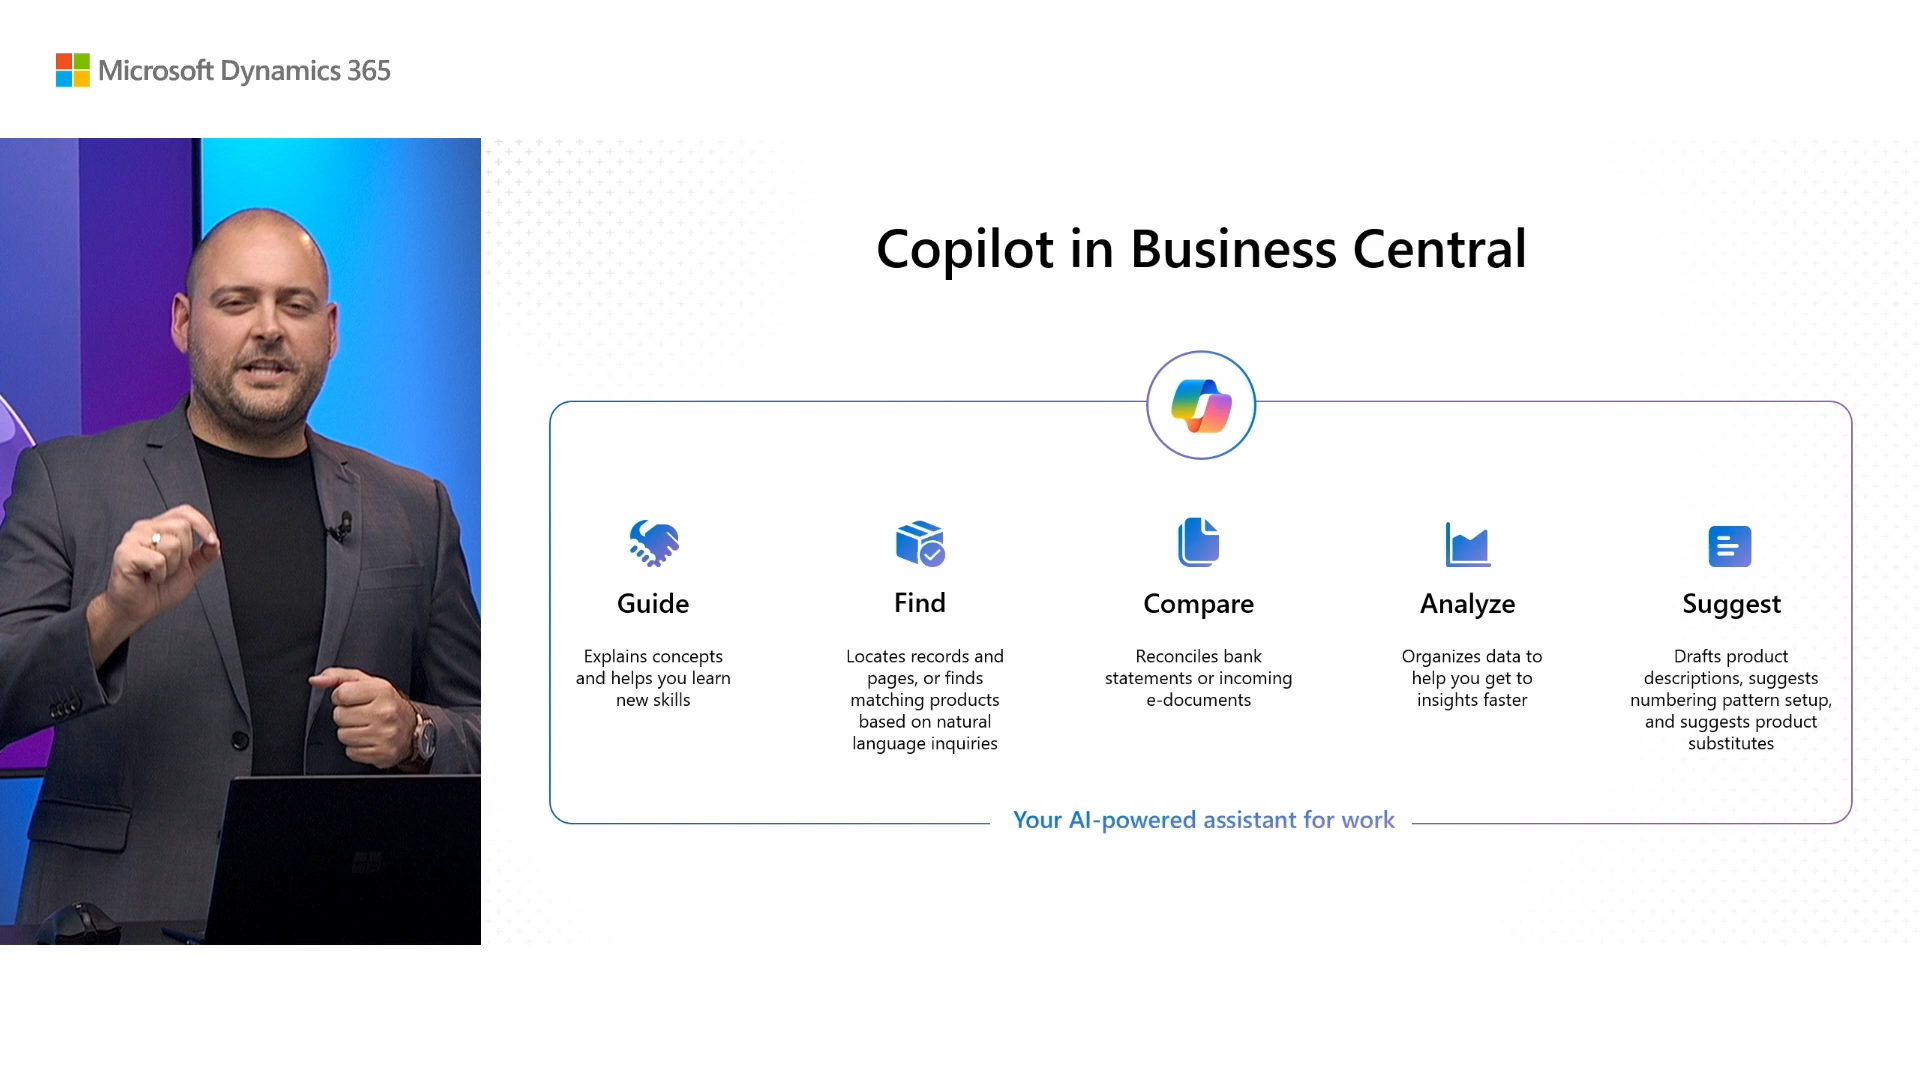 Microsoft Dynamics 365
Copilot in Business Central
Guide
Explains concepts
and helps you learn
new skills
Find
Locates records and
pages, or finds
matching products
based on natural
language inquiries
Compare
Reconciles bank
statements or incoming
e-documents
Analyze
Organizes data to
help you get to
insights faster
Suggest
Drafts product
descriptions, suggests
numbering pattern setup,
and suggests product
substitutes
Your AI-powered assistant for work